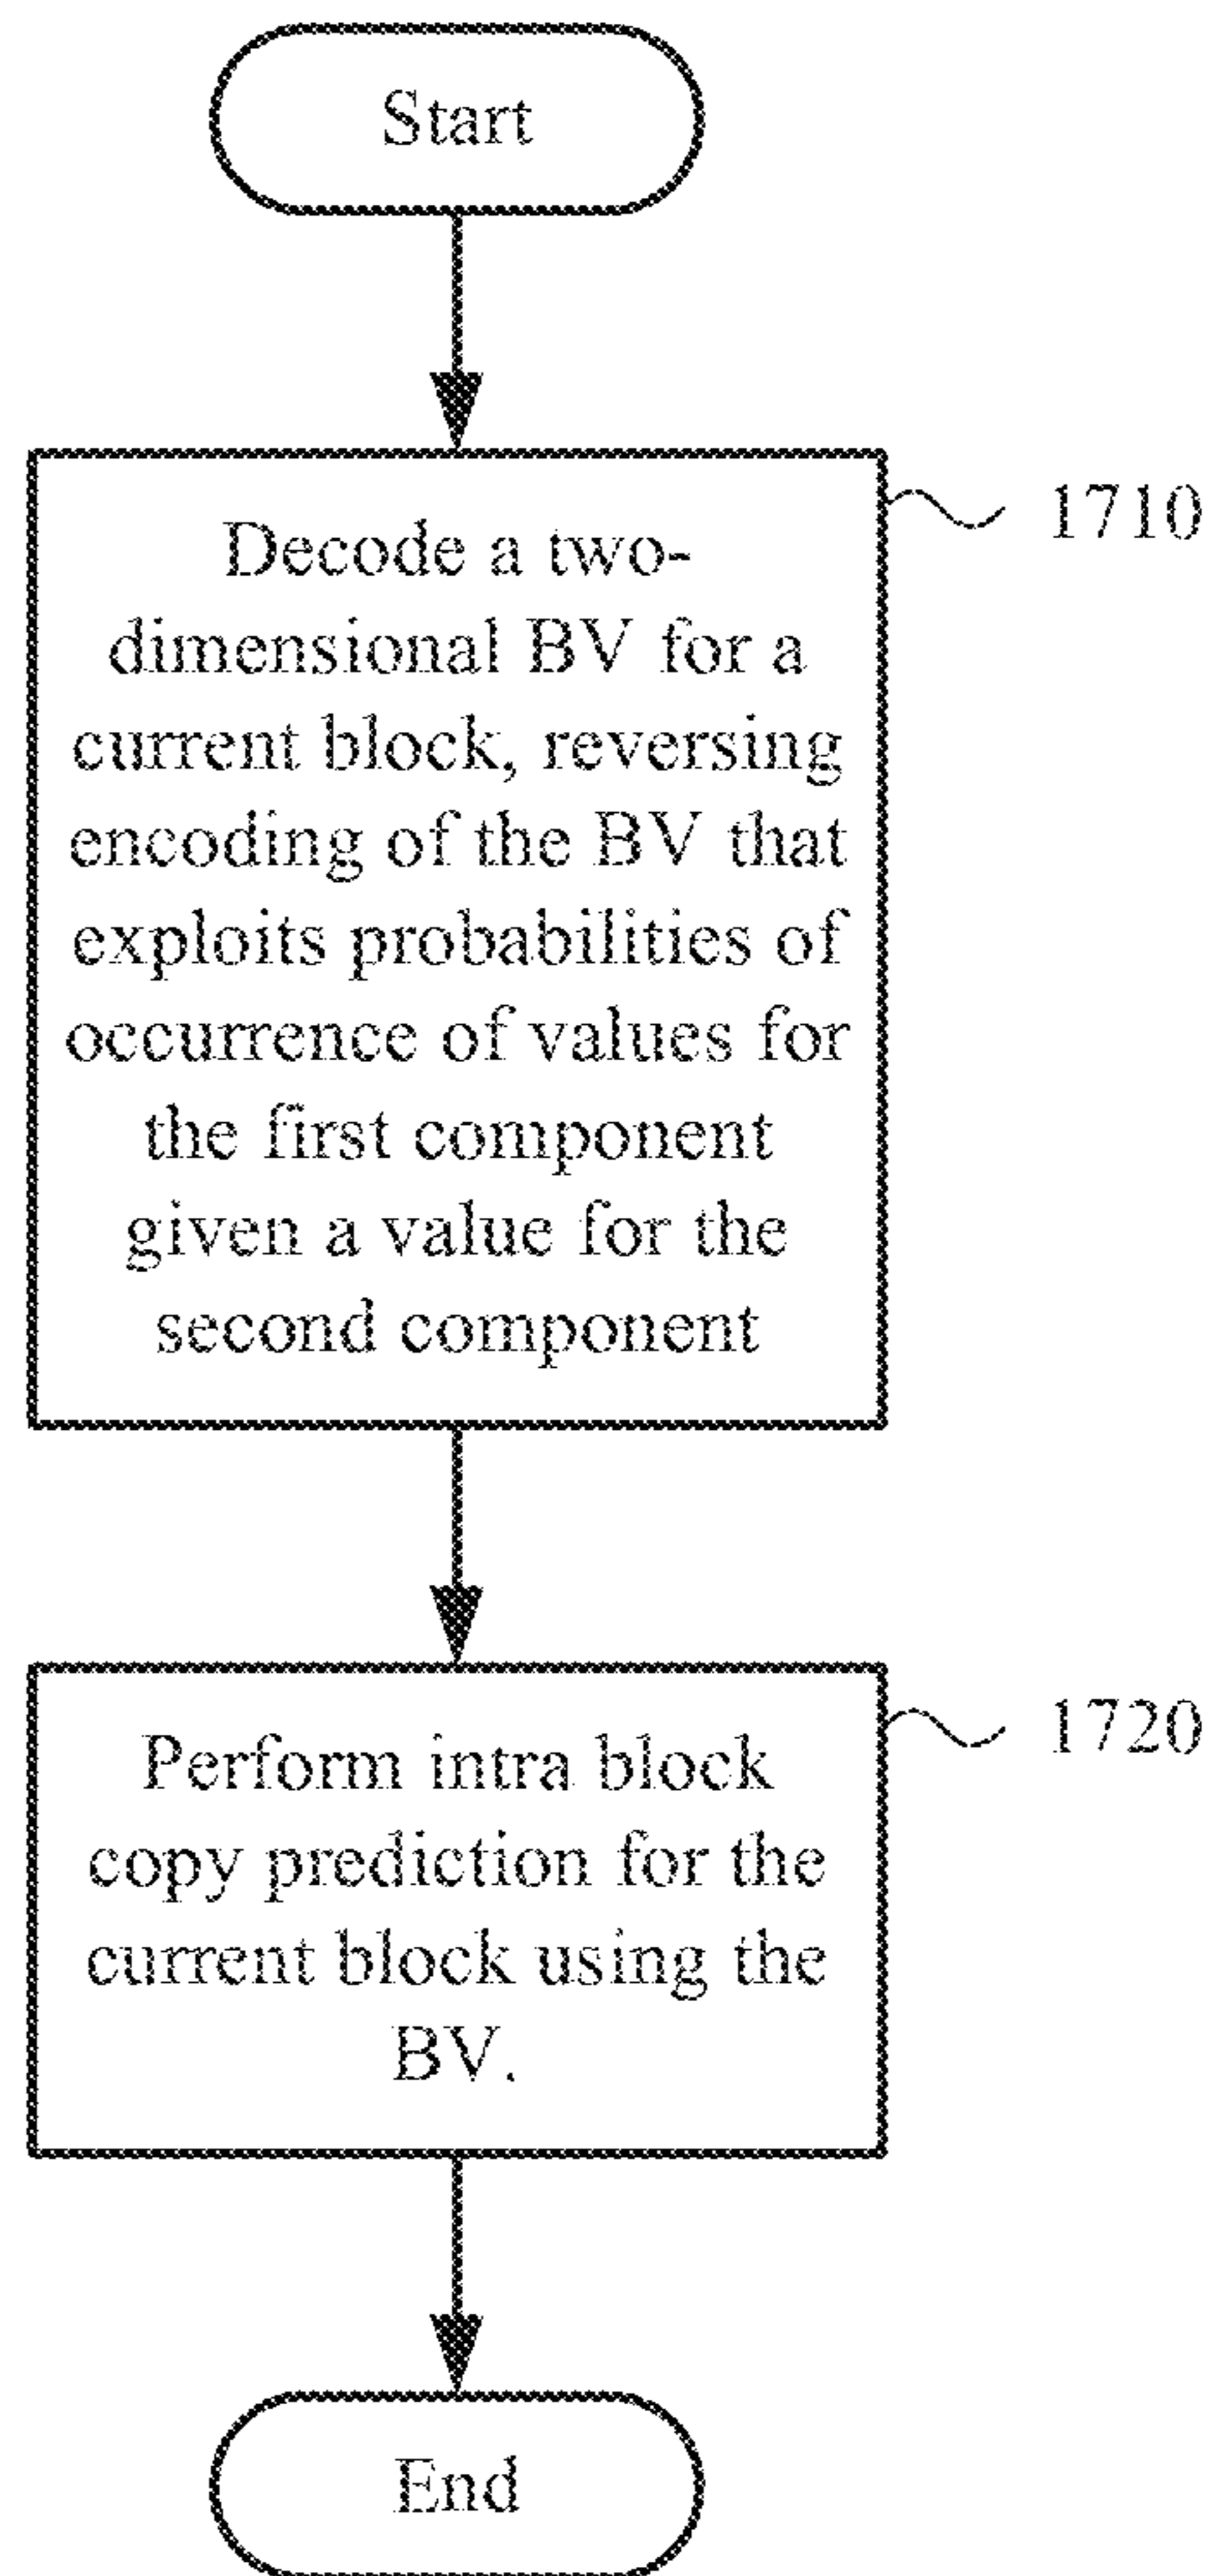 Start
Decode a two-
dimensional BV for a
current block, reversing
encoding of the BV that
exploits probabilities of
occurrence of values for
the first component
given a value for the
second component
1710
Perform intra block
copy prediction for the
current block using the
BV.
1720
End